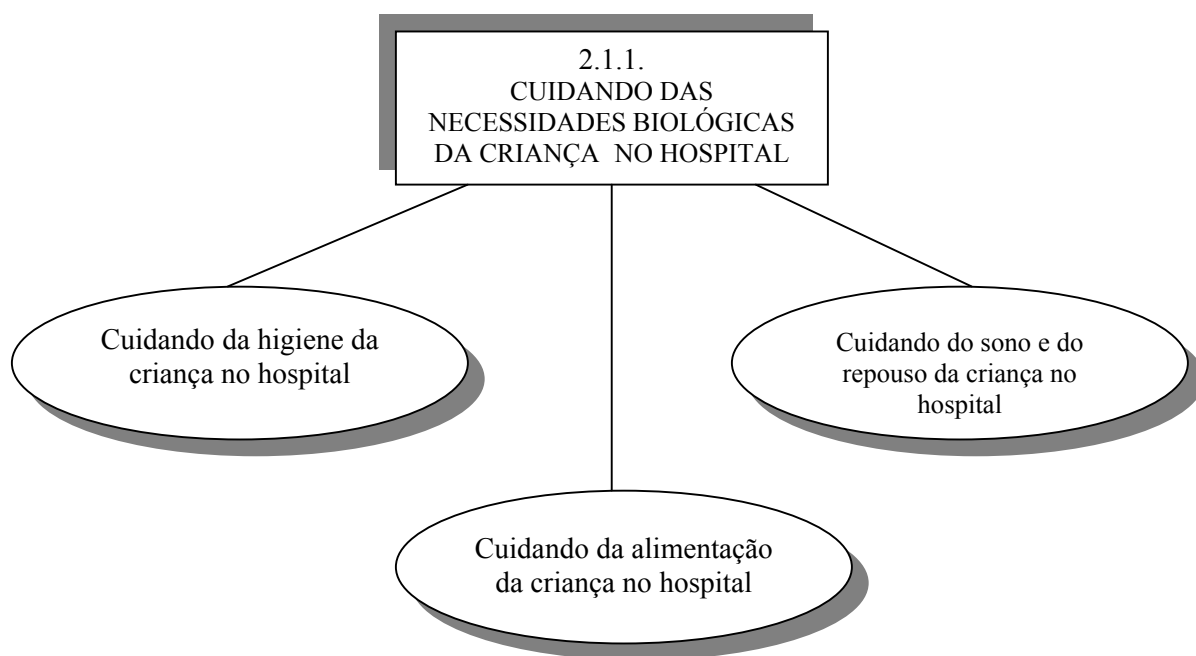 2.1.1.
CUIDANDO DAS
NECESSIDADES BIOLÓGICAS
DA CRIANÇA NO HOSPITAL
Cuidando da higiene da
criança no hospital
Cuidando do sono e do
repouso da criança no
hospital
Cuidando da alimentação
da criança no hospital